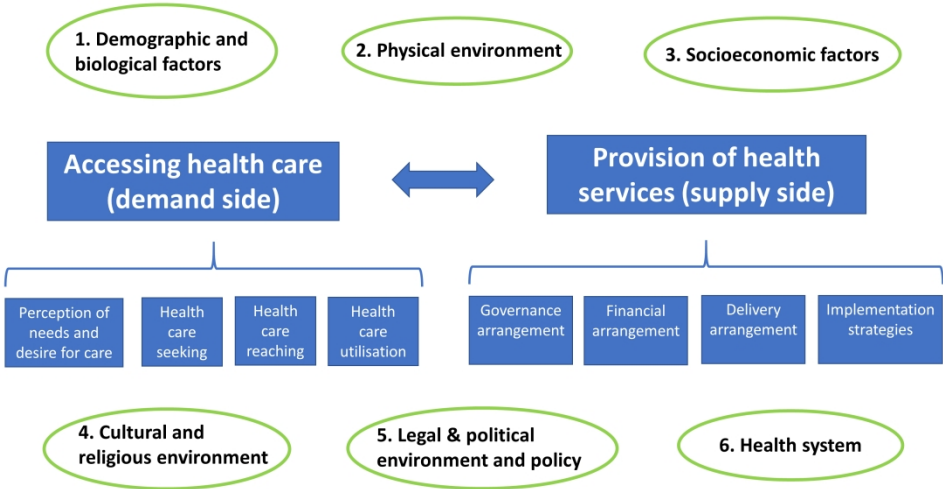 1. Demographic and
biological factors
2. Physical environment
3. Socioeconomic factors
Accessing health care
(demand side)
Provision of health
services (supply side)
Perception of
needs and
desire for care
Health
care
seeking
Health
care
reaching
Health
care
utilisation
Governance
arrangement
Financial
arrangement
Delivery
arrangement
Implementation
strategies
4. Cultural and
religious environment
5. Legal & political
environment and policy
6. Health system